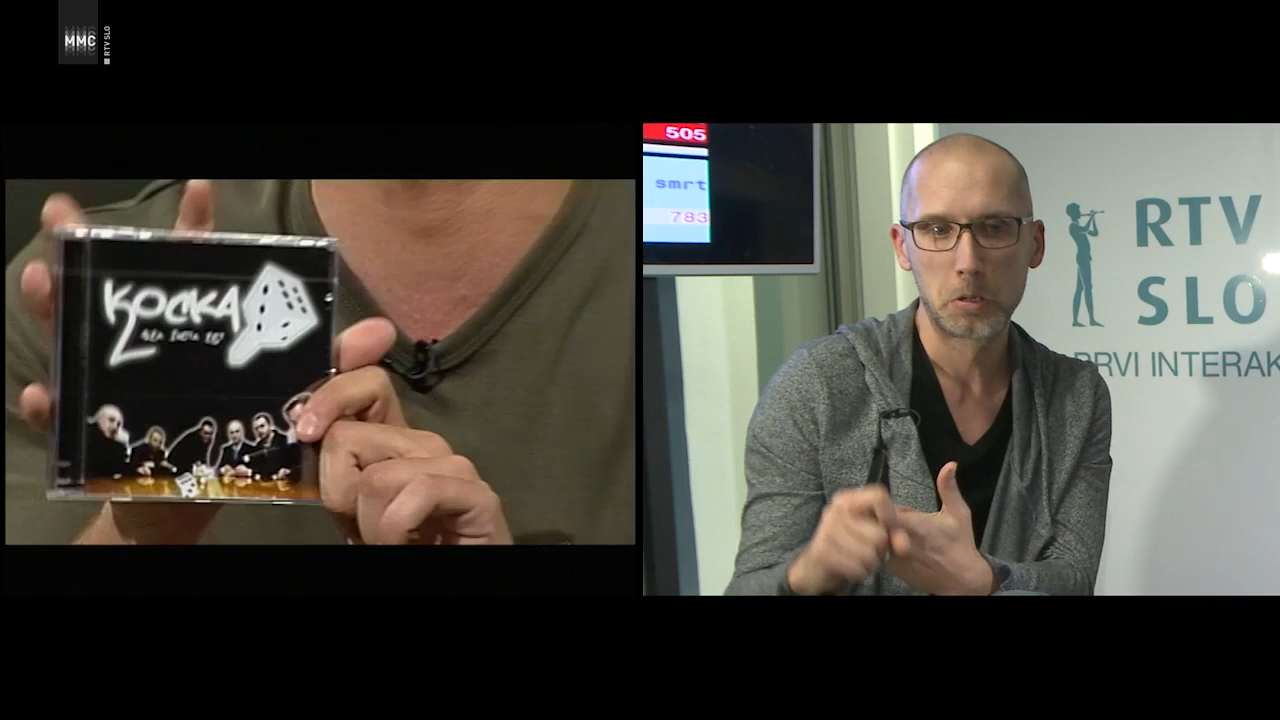 MMC
RTV SLO
KOCKA
505
smrt
783
RTV
SLO
PRVI INTERAK